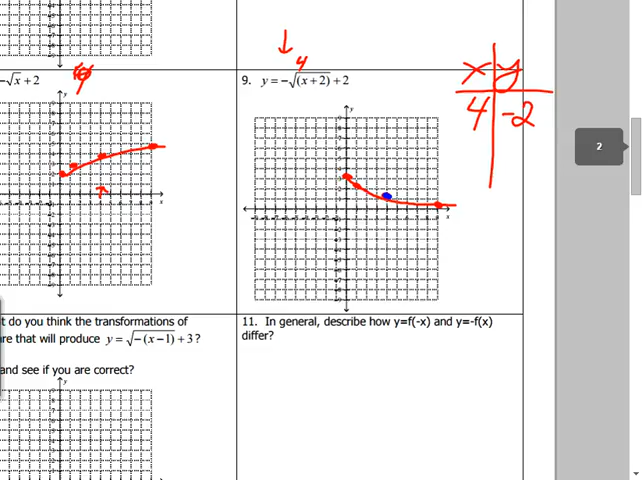 -√x + 2
9. y = -√(x+2) + 2
4
x y
4 -2
y
x
y
x
2
t do you think the transformations of
re that will produce y = √-(x-1) + 3?
and see if you are correct?
y
11. In general, describe how y=f(-x) and y=-f(x)
differ?